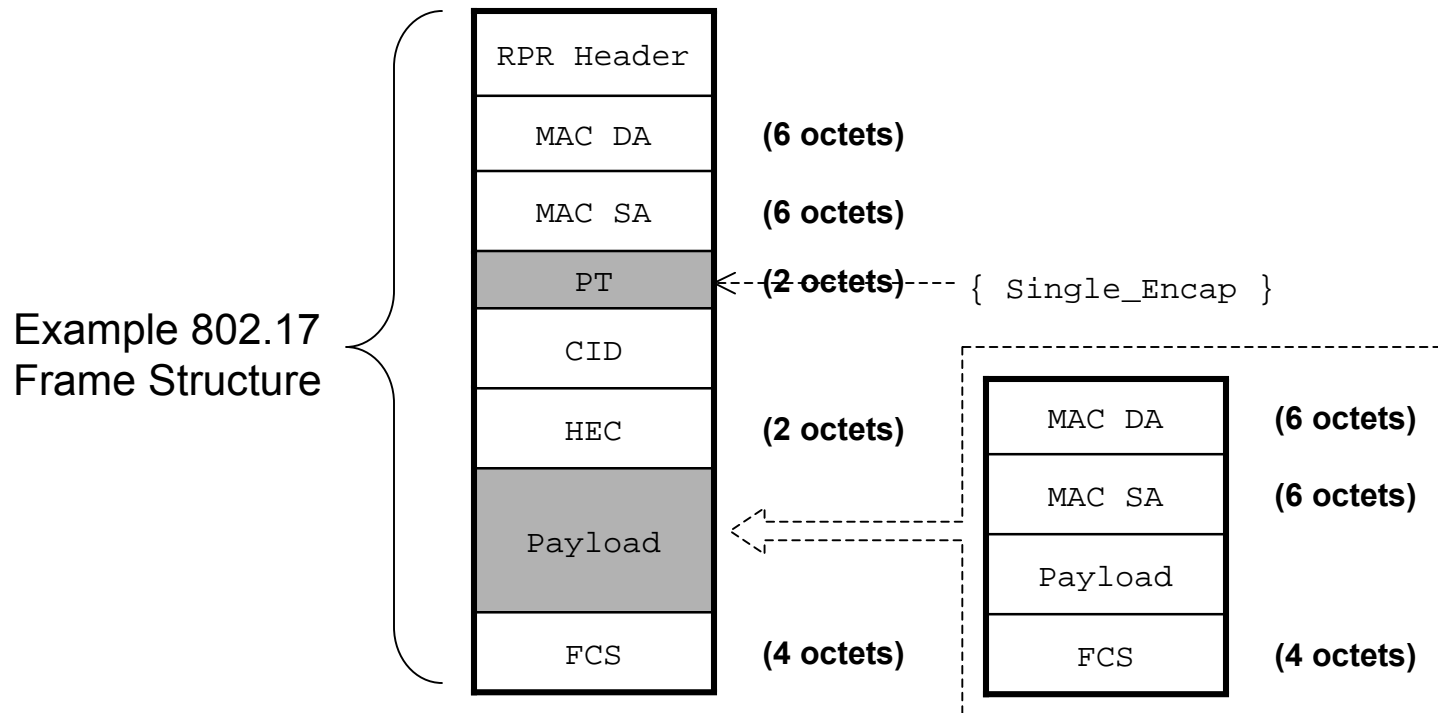 RPR Header
MAC DA (6 octets)
MAC SA (6 octets)
PT (2 octets) { Single_Encap }
Example 802.17
Frame Structure
CID
HEC (2 octets)
Payload
FCS (4 octets)
MAC DA (6 octets)
MAC SA (6 octets)
Payload
FCS (4 octets)